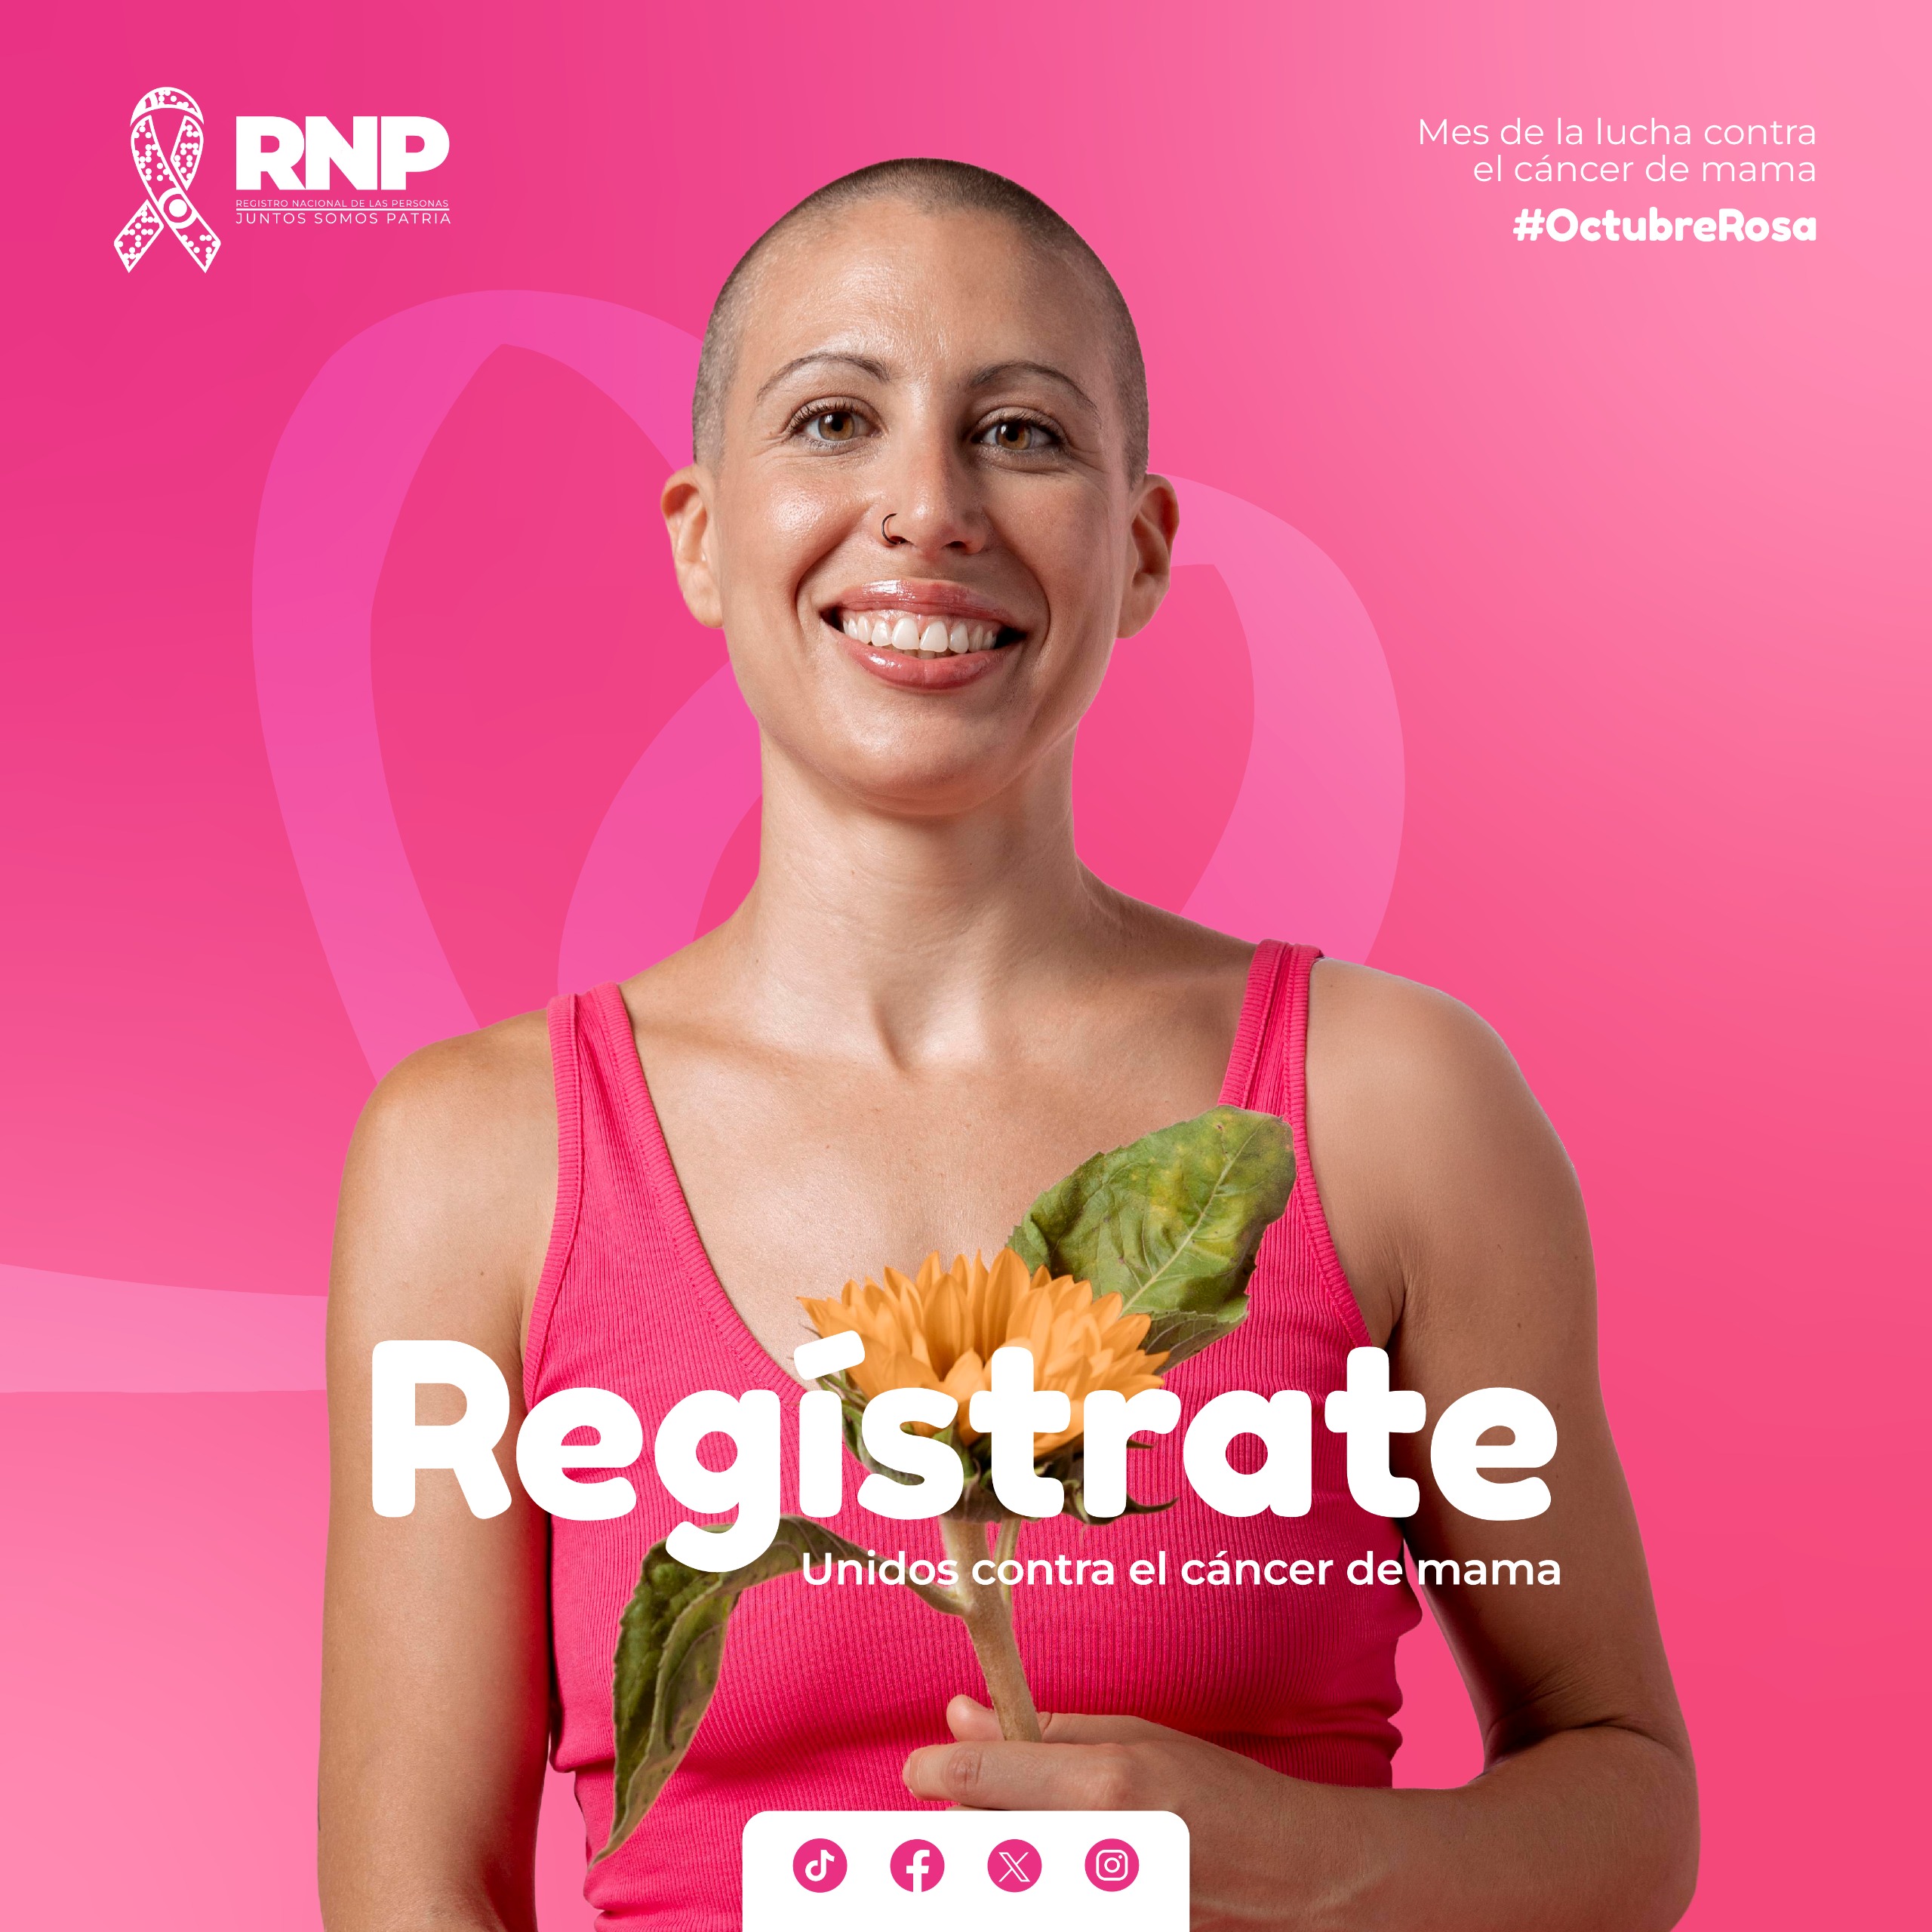 RNP
REGISTRO NACIONAL DE LAS PERSONAS
JUNTOS SOMOS PATRIA
Mes de la lucha contra
el cáncer de mama
#OctubreRosa
Regístrate
Unidos contra el cáncer de mama